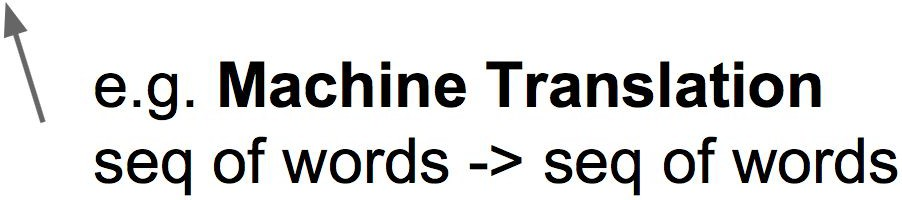 e.g. Machine Translation
seq of words -> seq of words